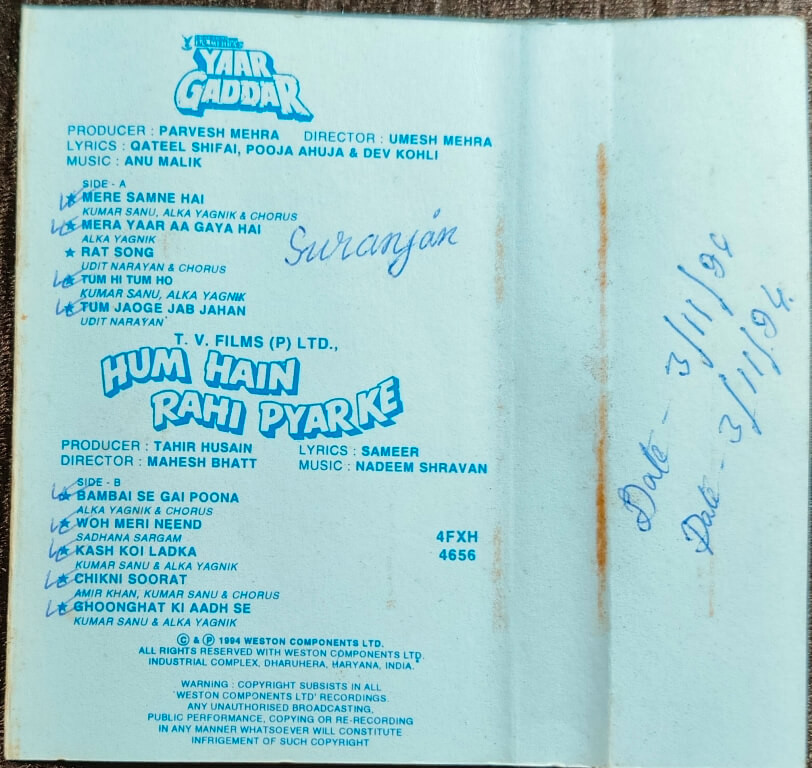 YAAR
GADDAR
PRODUCER : PARVESH MEHRA DIRECTOR : UMESH MEHRA
LYRICS : QATEEL SHIFAI, POOJA AHUJA & DEV KOHLI
MUSIC : ANU MALIK
SIDE - A
★ MERE SAMNE HAI
KUMAR SANU, ALKA YAGNIK & CHORUS
★ MERA YAAR AA GAYA HAI
ALKA YAGNIK
★ RAT SONG
UDIT NARAYAN & CHORUS
★ TUM HI TUM HO
KUMAR SANU, ALKA YAGNIK
★ TUM JAOGE JAB JAHAN
UDIT NARAYAN
Suranjan
T. V. FILMS (P) LTD.,
HUM HAIN
RAHI PYAR KE
PRODUCER : TAHIR HUSAIN LYRICS : SAMEER
DIRECTOR : MAHESH BHATT MUSIC : NADEEM SHRAVAN
SIDE - B
★ BAMBAI SE GAI POONA
ALKA YAGNIK & CHORUS
★ WOH MERI NEEND
SADHANA SARGAM
★ KASH KOI LADKA
KUMAR SANU & ALKA YAGNIK
★ CHIKNI SOORAT
AMIR KHAN, KUMAR SANU & CHORUS
★ GHOONGHAT KI AADH SE
KUMAR SANU & ALKA YAGNIK
4FXH
4656
© & ℗ 1994 WESTON COMPONENTS LTD.
ALL RIGHTS RESERVED WITH WESTON COMPONENTS LTD.
INDUSTRIAL COMPLEX, DHARUHERA, HARYANA, INDIA.
WARNING : COPYRIGHT SUBSISTS IN ALL
'WESTON COMPONENTS LTD' RECORDINGS.
ANY UNAUTHORISED BROADCASTING,
PUBLIC PERFORMANCE, COPYING OR RE-RECORDING
IN ANY MANNER WHATSOEVER WILL CONSTITUTE
INFRIGEMENT OF SUCH COPYRIGHT
Date - 3/11/94
Date - 3/11/94.